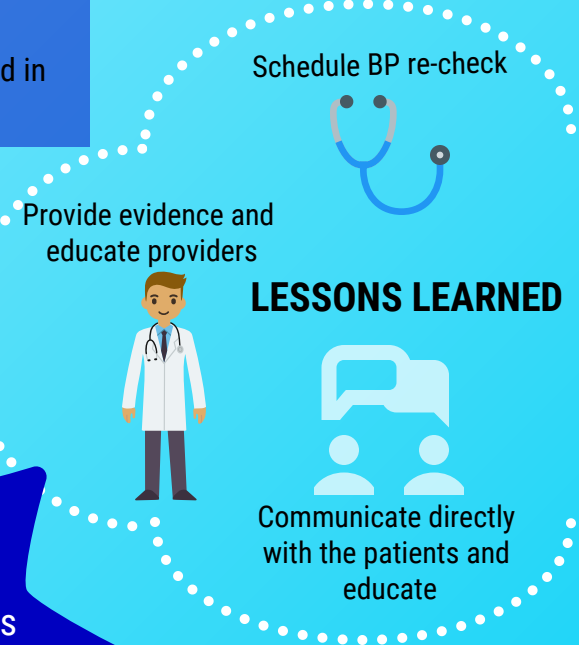 d in
Schedule BP re-check
Provide evidence and
educate providers
LESSONS LEARNED
Communicate directly
with the patients and
educate
s